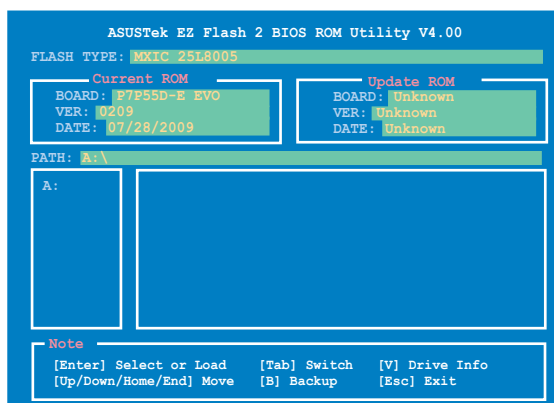 ASUSTek EZ Flash 2 BIOS ROM Utility V4.00
FLASH TYPE: MXIC 25L8005
Current ROM
BOARD: P7P55D-E EVO
VER: 0209
DATE: 07/28/2009
Update ROM
BOARD: Unknown
VER: Unknown
DATE: Unknown
PATH: A:\
A:
Note
[Enter] Select or Load [Tab] Switch [V] Drive Info
[Up/Down/Home/End] Move [B] Backup [Esc] Exit